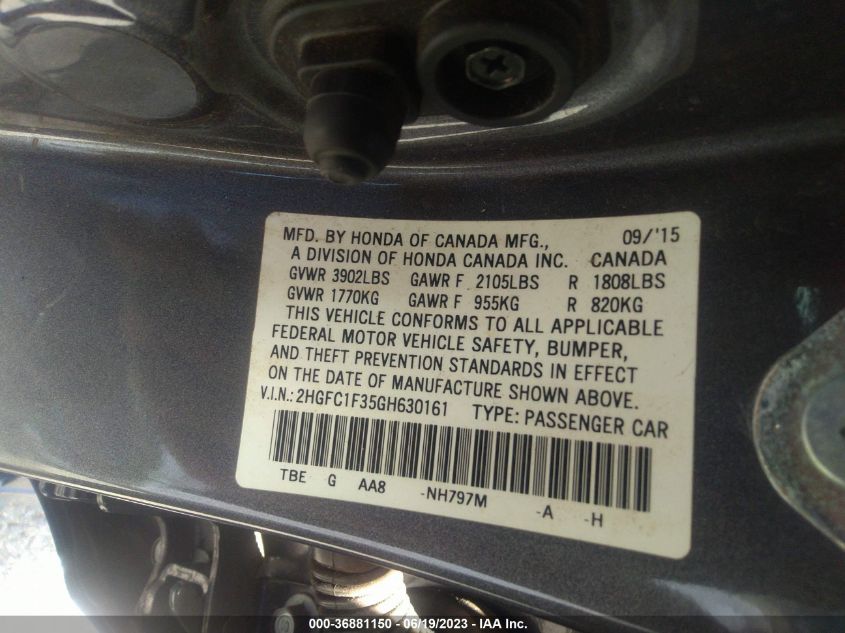 MFD. BY HONDA OF CANADA MFG., 09/'15
A DIVISION OF HONDA CANADA INC. CANADA
GVWR 3902LBS GAWR F 2105LBS R 1808LBS
GVWR 1770KG GAWR F 955KG R 820KG
THIS VEHICLE CONFORMS TO ALL APPLICABLE
FEDERAL MOTOR VEHICLE SAFETY, BUMPER,
AND THEFT PREVENTION STANDARDS IN EFFECT
ON THE DATE OF MANUFACTURE SHOWN ABOVE.
V.I.N.: 2HGFC1F35GH630161 TYPE: PASSENGER CAR
TBE G AA8 -NH797M -A -H
000-36881150 - 06/19/2023 - IAA Inc.